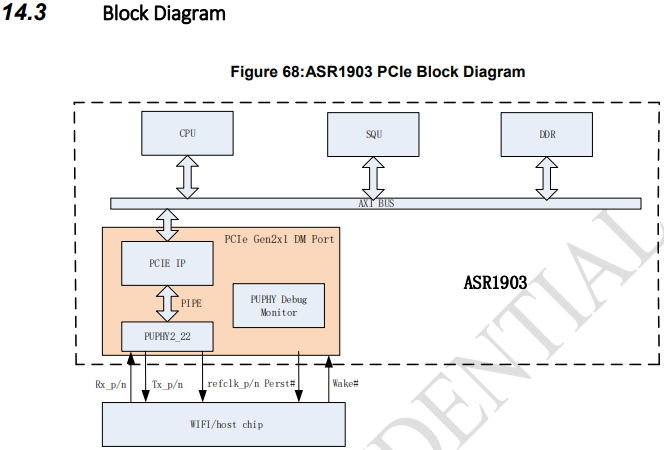 14.3 Block Diagram
Figure 68:ASR1903 PCIe Block Diagram
CPU
SQU
DDR
AXI BUS
PCIe Gen2x1 DM Port
PCIE IP
ASR1903
PIPE
PUPHY Debug
Monitor
PUPHY2_22
Rx_p/n Tx_p/n refclk_p/n Perst# Wake#
WIFI/host chip
DENTIAL